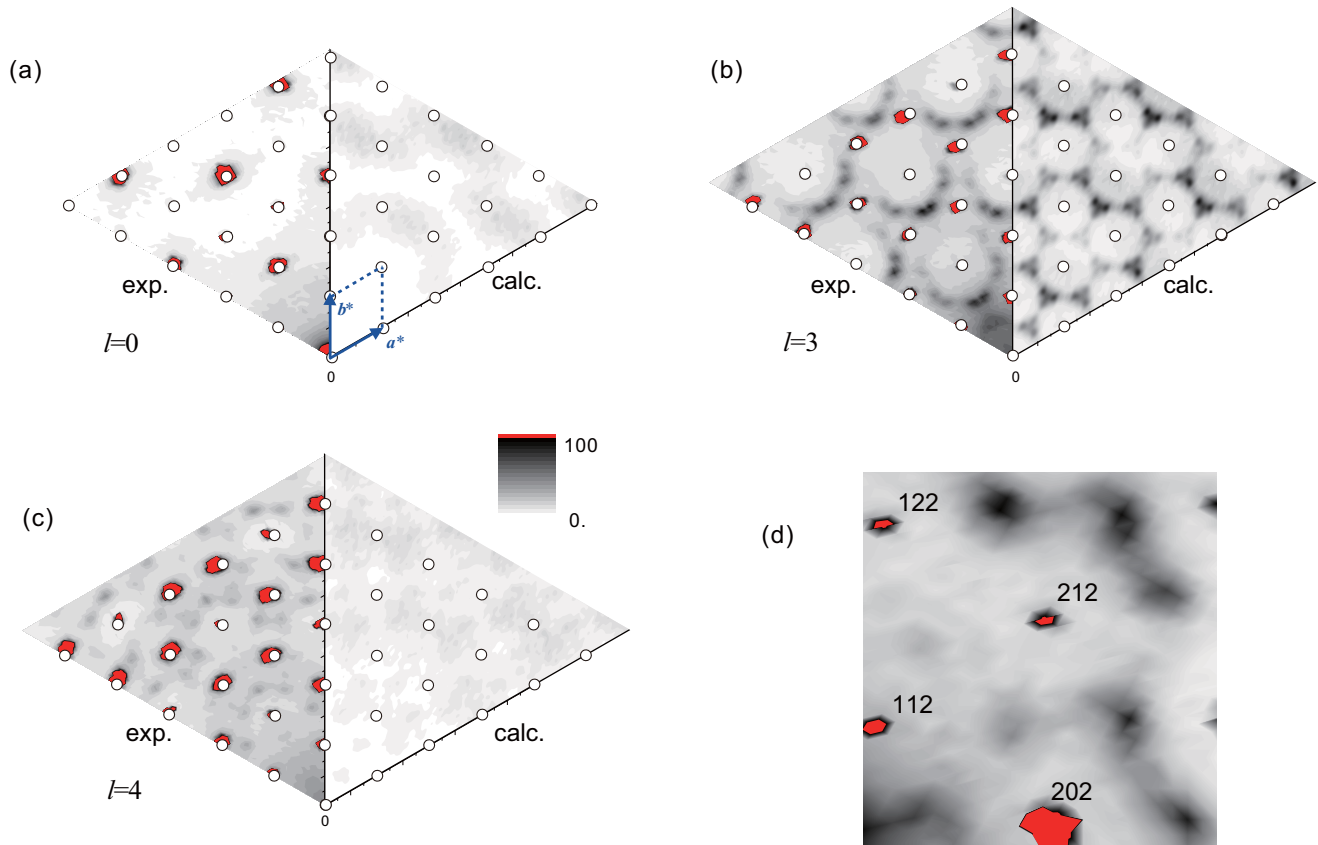 (a)
exp.
calc.
b*
a*
l=0
0
(b)
exp.
calc.
l=3
0
(c)
100
0.
exp.
calc.
l=4
0
(d)
122
212
112
202